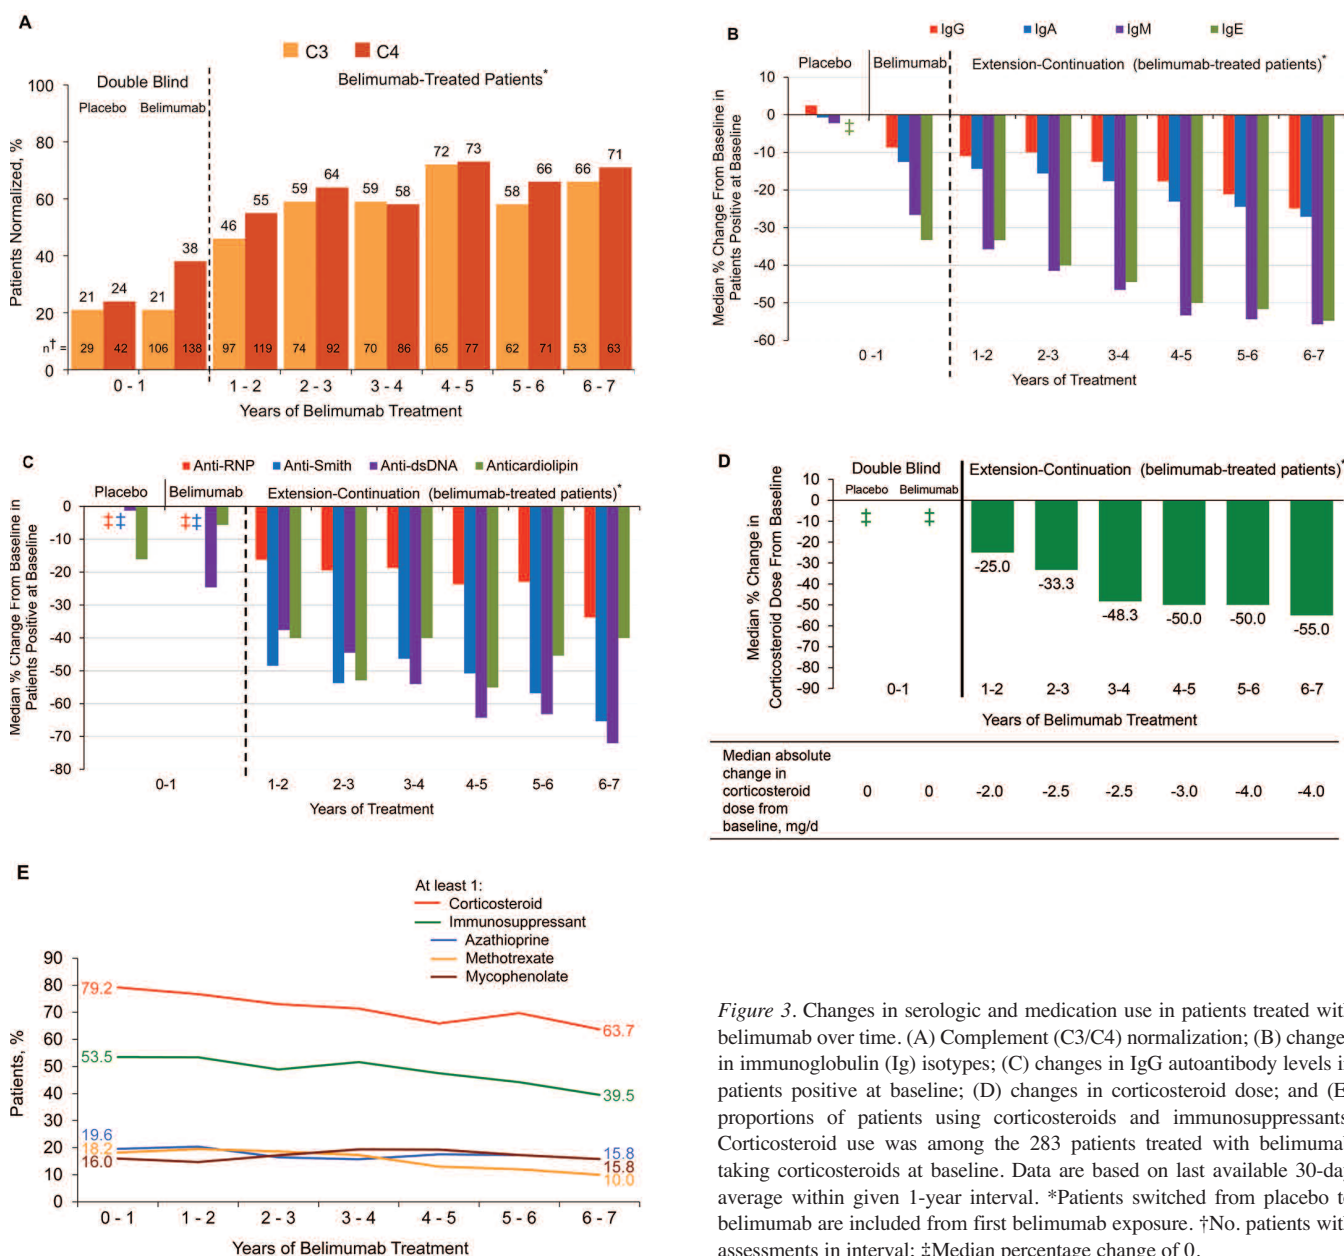 A
C3 C4
Double Blind
Belimumab-Treated Patients*
Placebo Belimumab
Patients Normalized, %
100
80
60
40
20
0
21 24 21 38 46 55 59 64 59 58 72 73 58 66 66 71
n† = 29 42 106 138 97 119 74 92 70 86 65 77 62 71 53 63
0 - 1 1 - 2 2 - 3 3 - 4 4 - 5 5 - 6 6 - 7
Years of Belimumab Treatment
B
IgG IgA IgM IgE
Placebo Belimumab Extension-Continuation (belimumab-treated patients)*
Median % Change From Baseline in
Patients Positive at Baseline
10
0
-10
-20
-30
-40
-50
-60
‡
0 -1 1-2 2-3 3-4 4-5 5-6 6-7
Years of Treatment
C
Anti-RNP Anti-Smith Anti-dsDNA Anticardiolipin
Placebo Belimumab Extension-Continuation (belimumab-treated patients)*
Median % Change From Baseline in
Patients Positive at Baseline
0
-10
-20
-30
-40
-50
-60
-70
-80
‡‡ ‡‡
0-1 1-2 2-3 3-4 4-5 5-6 6-7
Years of Treatment
D
Double Blind Extension-Continuation (belimumab-treated patients)*
Placebo Belimumab
Median % Change in
Corticosteroid Dose From Baseline
10
0
-10
-20
-30
-40
-50
-60
-70
-80
-90
‡ ‡
-25.0 -33.3 -48.3 -50.0 -50.0 -55.0
0-1 1-2 2-3 3-4 4-5 5-6 6-7
Years of Belimumab Treatment
Median absolute
change in
corticosteroid 0 0 -2.0 -2.5 -2.5 -3.0 -4.0 -4.0
dose from
baseline, mg/d
E
At least 1:
Corticosteroid
Immunosuppressant
Azathioprine
Methotrexate
Mycophenolate
Patients, %
90
80
70
60
50
40
30
20
10
0
79.2 63.7
53.5 39.5
19.6 15.8
18.2 15.8
16.0 10.0
0 - 1 1 - 2 2 - 3 3 - 4 4 - 5 5 - 6 6 - 7
Years of Belimumab Treatment
Figure 3. Changes in serologic and medication use in patients treated with
belimumab over time. (A) Complement (C3/C4) normalization; (B) change
in immunoglobulin (Ig) isotypes; (C) changes in IgG autoantibody levels i
patients positive at baseline; (D) changes in corticosteroid dose; and (E
proportions of patients using corticosteroids and immunosuppressants
Corticosteroid use was among the 283 patients treated with belimumab
taking corticosteroids at baseline. Data are based on last available 30-da
average within given 1-year interval. *Patients switched from placebo t
belimumab are included from first belimumab exposure. †No. patients with
assessments in interval; ‡Median percentage change of 0.